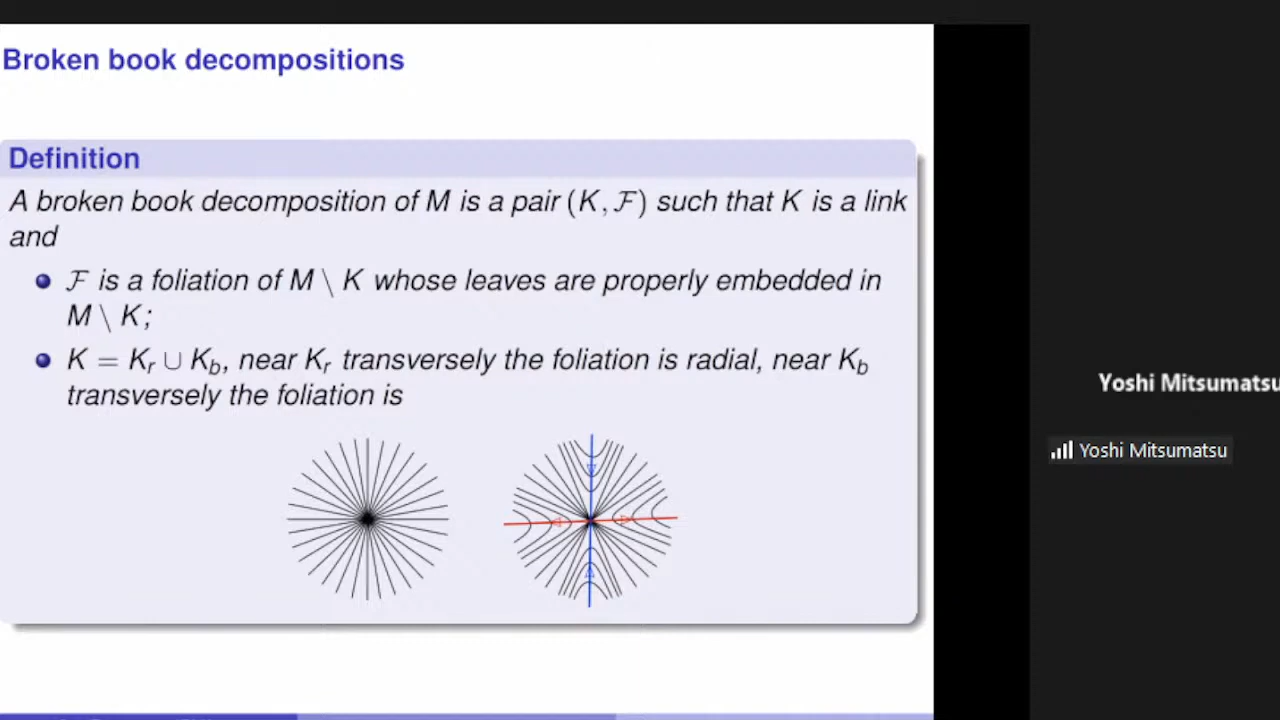 Broken book decompositions
Definition
A broken book decomposition of M is a pair (K, ℱ) such that K is a link
and
ℱ is a foliation of M \ K whose leaves are properly embedded in
M \ K;
K = Kᵣ ∪ K_b, near Kᵣ transversely the foliation is radial, near K_b
transversely the foliation is
Yoshi Mitsumatsu
Yoshi Mitsumatsu